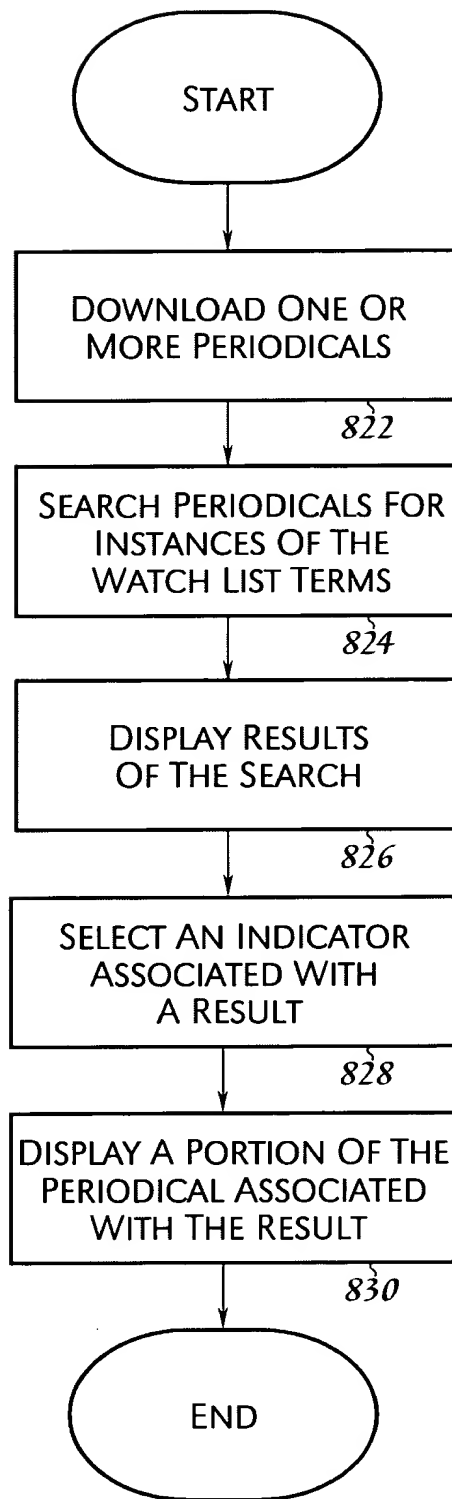 START
DOWNLOAD ONE OR
MORE PERIODICALS
822
SEARCH PERIODICALS FOR
INSTANCES OF THE
WATCH LIST TERMS
824
DISPLAY RESULTS
OF THE SEARCH
826
SELECT AN INDICATOR
ASSOCIATED WITH
A RESULT
828
DISPLAY A PORTION OF THE
PERIODICAL ASSOCIATED
WITH THE RESULT
830
END